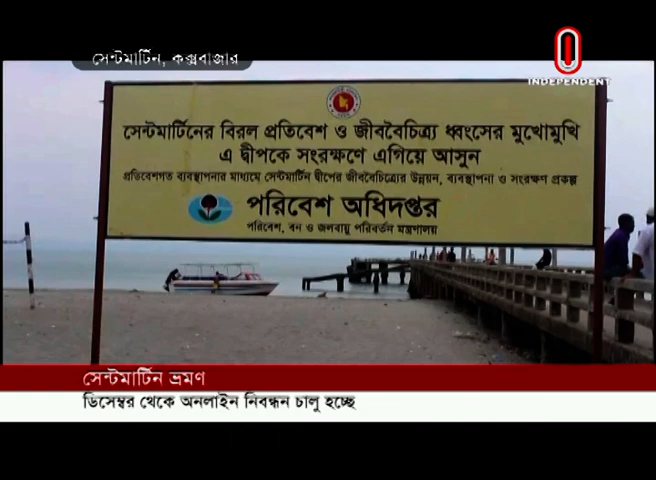 সেন্টমার্টিন, কক্সবাজার
INDEPENDENT
সেন্টমার্টিনের বিরল প্রতিবেশ ও জীববৈচিত্র্য ধ্বংসের মুখোমুখি
এ দ্বীপকে সংরক্ষণে এগিয়ে আসুন
প্রতিবেশগত ব্যবস্থাপনার মাধ্যমে সেন্টমার্টিন দ্বীপের জীববৈচিত্র্যের উন্নয়ন, ব্যবস্থাপনা ও সংরক্ষণ প্রকল্প
পরিবেশ অধিদপ্তর
পরিবেশ, বন ও জলবায়ু পরিবর্তন মন্ত্রণালয়
সেন্টমার্টিন ভ্রমণ
ডিসেম্বর থেকে অনলাইন নিবন্ধন চালু হচ্ছে